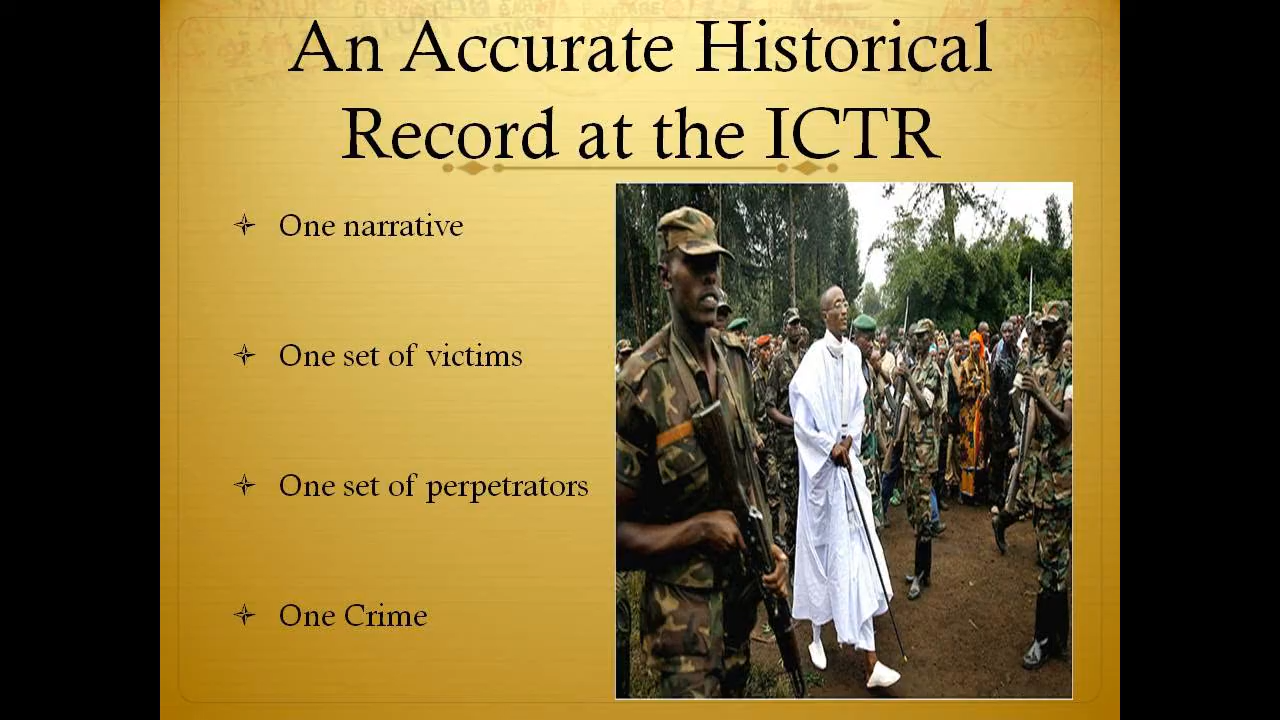 An Accurate Historical
Record at the ICTR
One narrative
One set of victims
One set of perpetrators
One Crime